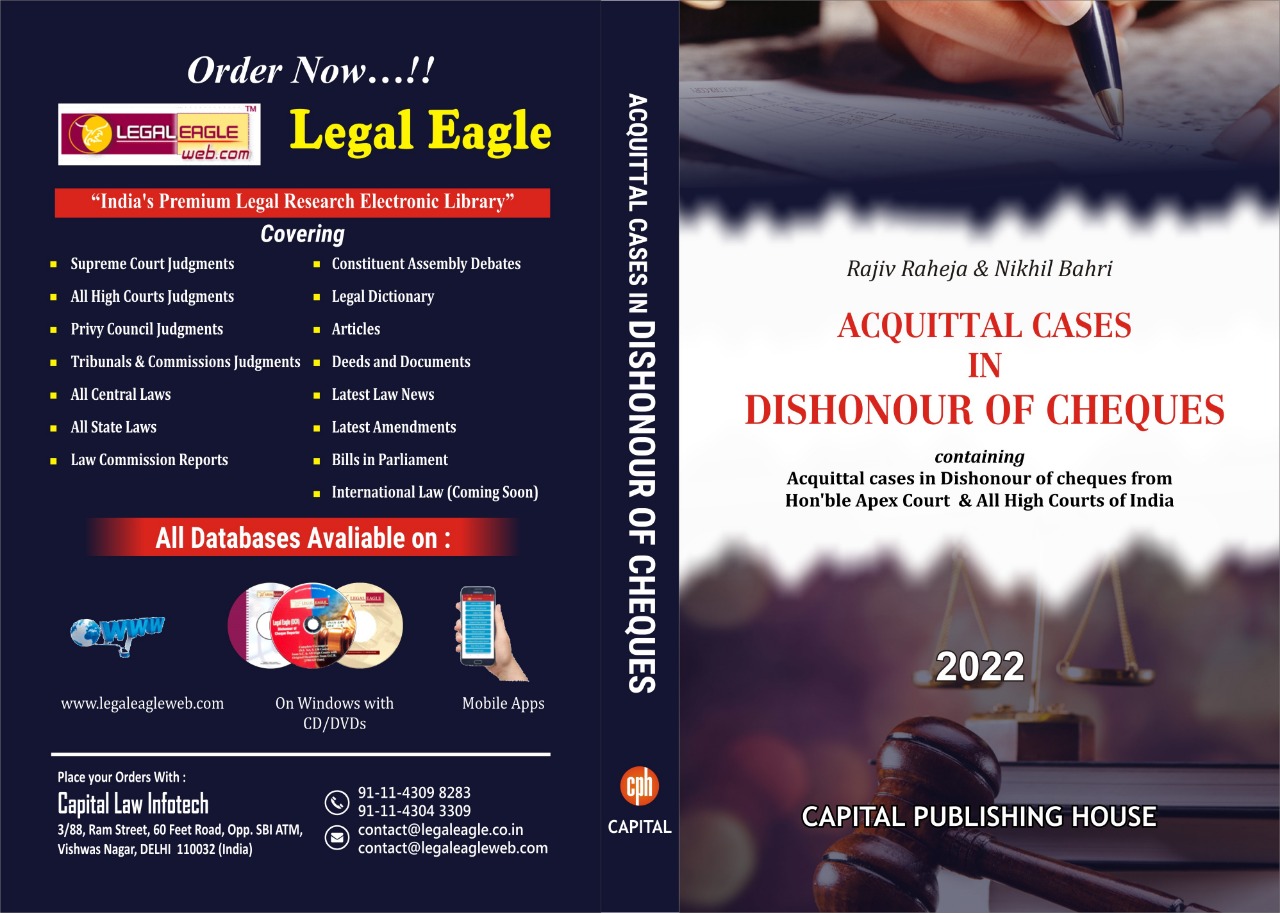 Order Now...!!
TM
LEGALEAGLE
web.com
Legal Eagle
“India's Premium Legal Research Electronic Library”
Covering
Supreme Court Judgments
All High Courts Judgments
Privy Council Judgments
Tribunals & Commissions Judgments
All Central Laws
All State Laws
Law Commission Reports
Constituent Assembly Debates
Legal Dictionary
Articles
Deeds and Documents
Latest Law News
Latest Amendments
Bills in Parliament
International Law (Coming Soon)
All Databases Avaliable on :
www
www.legaleagleweb.com
On Windows with
CD/DVDs
Mobile Apps
Place your Orders With :
Capital Law Infotech
3/88, Ram Street, 60 Feet Road, Opp. SBI ATM,
Vishwas Nagar, DELHI 110032 (India)
91-11-4309 8283
91-11-4304 3309
contact@legaleagle.co.in
contact@legaleagleweb.com
ACQUITTAL CASES IN DISHONOUR OF CHEQUES
cph
CAPITAL
Rajiv Raheja & Nikhil Bahri
ACQUITTAL CASES
IN
DISHONOUR OF CHEQUES
containing
Acquittal cases in Dishonour of cheques from
Hon'ble Apex Court & All High Courts of India
2022
CAPITAL PUBLISHING HOUSE